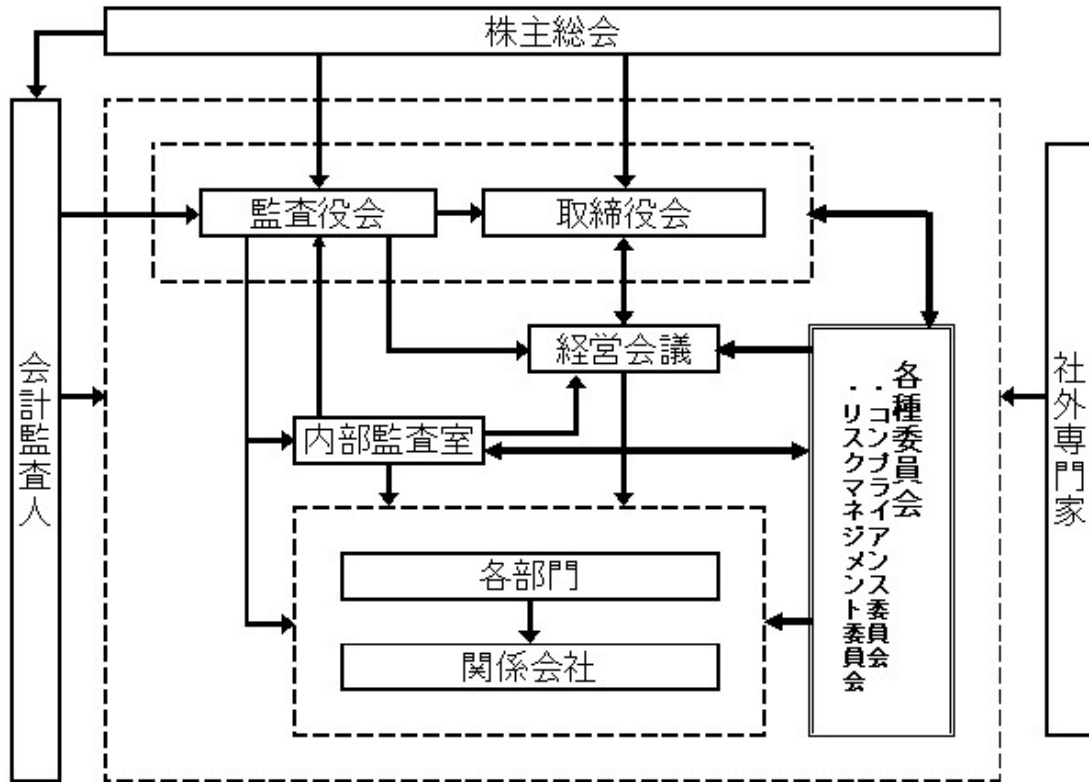 株主総会
監査役会
取締役会
経営会議
内部監査室
各部門
関係会社
会計監査人
各種委員会
・コンプライアンス委員会
・リスクマネジメント委員会
社外専門家